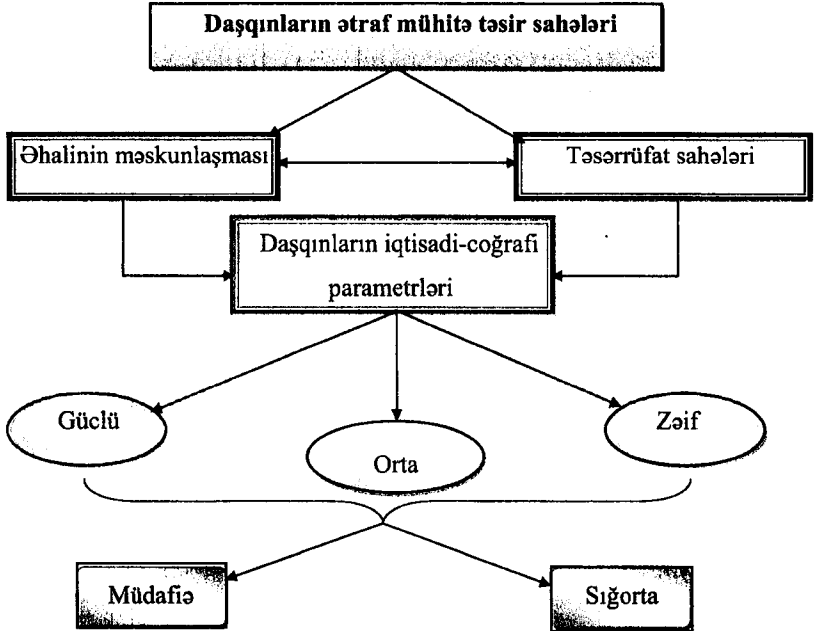 Daşqınların ətraf mühitə təsir sahələri
Əhalinin məskunlaşması
Təsərrüfat sahələri
Daşqınların iqtisadi-coğrafi
parametrləri
Güclü
Orta
Zəif
Müdafiə
Sığorta